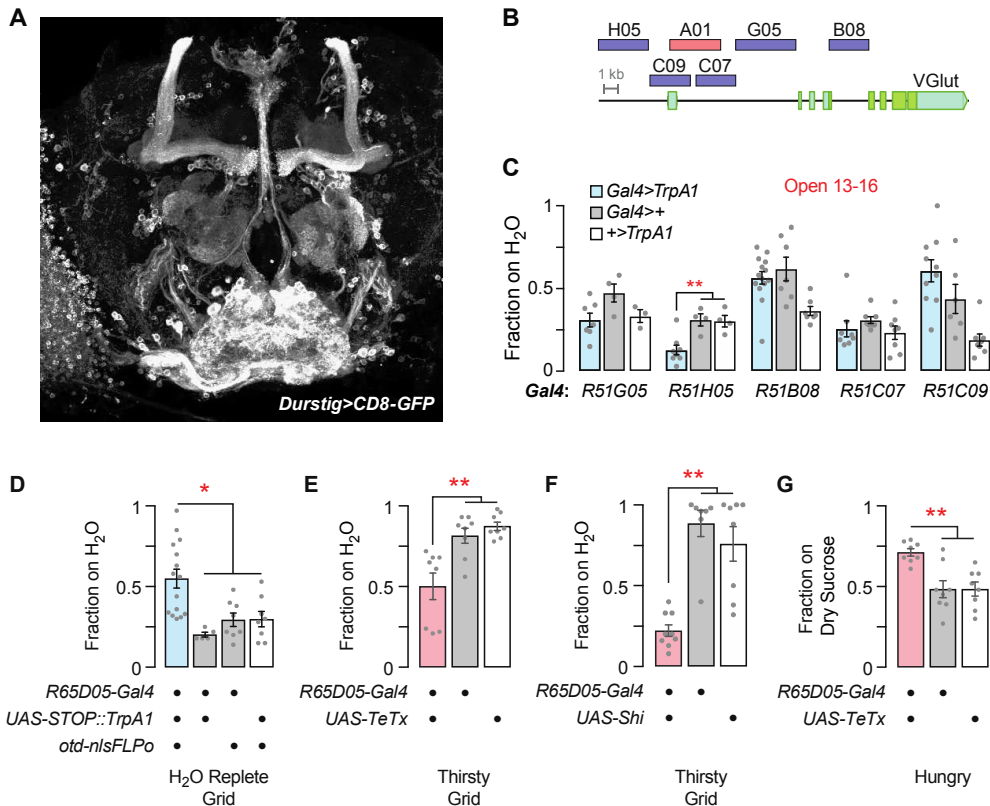 A
Durstig>CD8-GFP
B
H05
A01
G05
B08
C09
C07
1 kb
VGlut
C
Gal4>TrpA1
Gal4>+
+>TrpA1
Open 13-16
Fraction on H2O
1
0.5
0
**
Gal4:
R51G05
R51H05
R51B08
R51C07
R51C09
D
*
Fraction on H2O
1
0.5
0
R65D05-Gal4
UAS-STOP::TrpA1
otd-nlsFLPo
H2O Replete
Grid
E
**
Fraction on H2O
1
0.5
0
R65D05-Gal4
UAS-TeTx
Thirsty
Grid
F
**
Fraction on H2O
1
0.5
0
R65D05-Gal4
UAS-Shi
Thirsty
Grid
G
**
Fraction on
Dry Sucrose
1
0.5
0
R65D05-Gal4
UAS-TeTx
Hungry